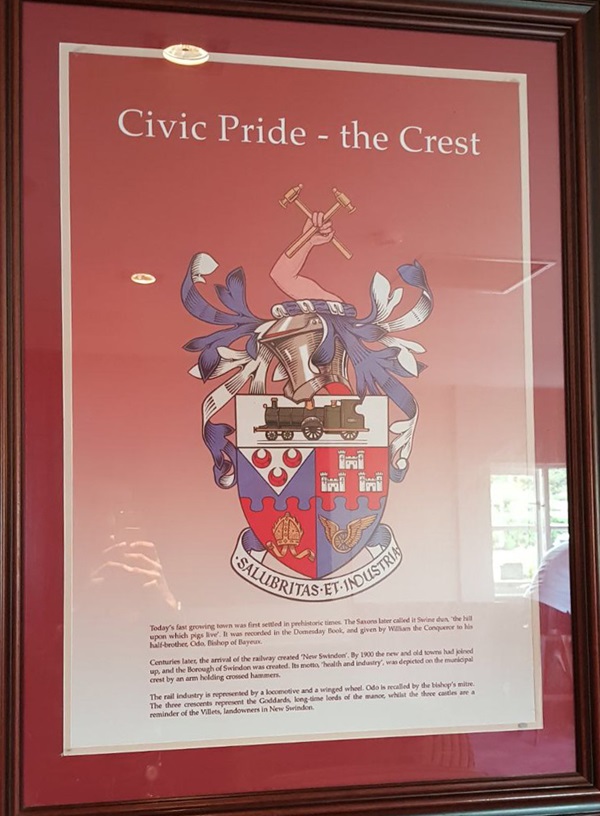 Civic Pride - the Crest
SALUBRITAS·ET·INDUSTRIA
Today's fast growing town was first settled in prehistoric times. The Saxons later called it Swine dun, 'the hill
upon which pigs live'. It was recorded in the Domesday Book, and given by William the Conqueror to his
half-brother, Odo, Bishop of Bayeux.
Centuries later, the arrival of the railway created 'New Swindon'. By 1900 the new and old towns had joined
up, and the Borough of Swindon was created. Its motto, 'health and industry', was depicted on the municipal
crest by an arm holding crossed hammers.
The rail industry is represented by a locomotive and a winged wheel. Odo is recalled by the bishop's mitre.
The three crescents represent the Goddards, long-time lords of the manor, whilst the three castles are a
reminder of the Villets, landowners in New Swindon.